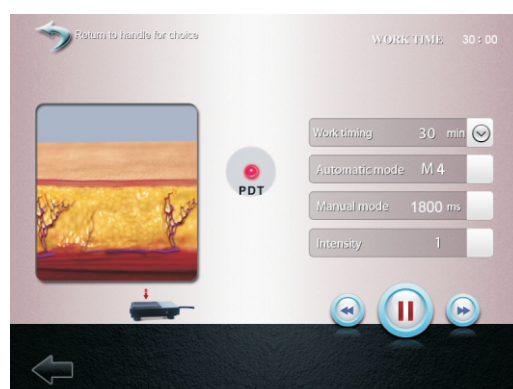 Return to handle for choice
WORK TIME 30:00
Work timing 30 min
PDT
Automatic mode M 4
Manual mode 1800 ms
Intensity 1